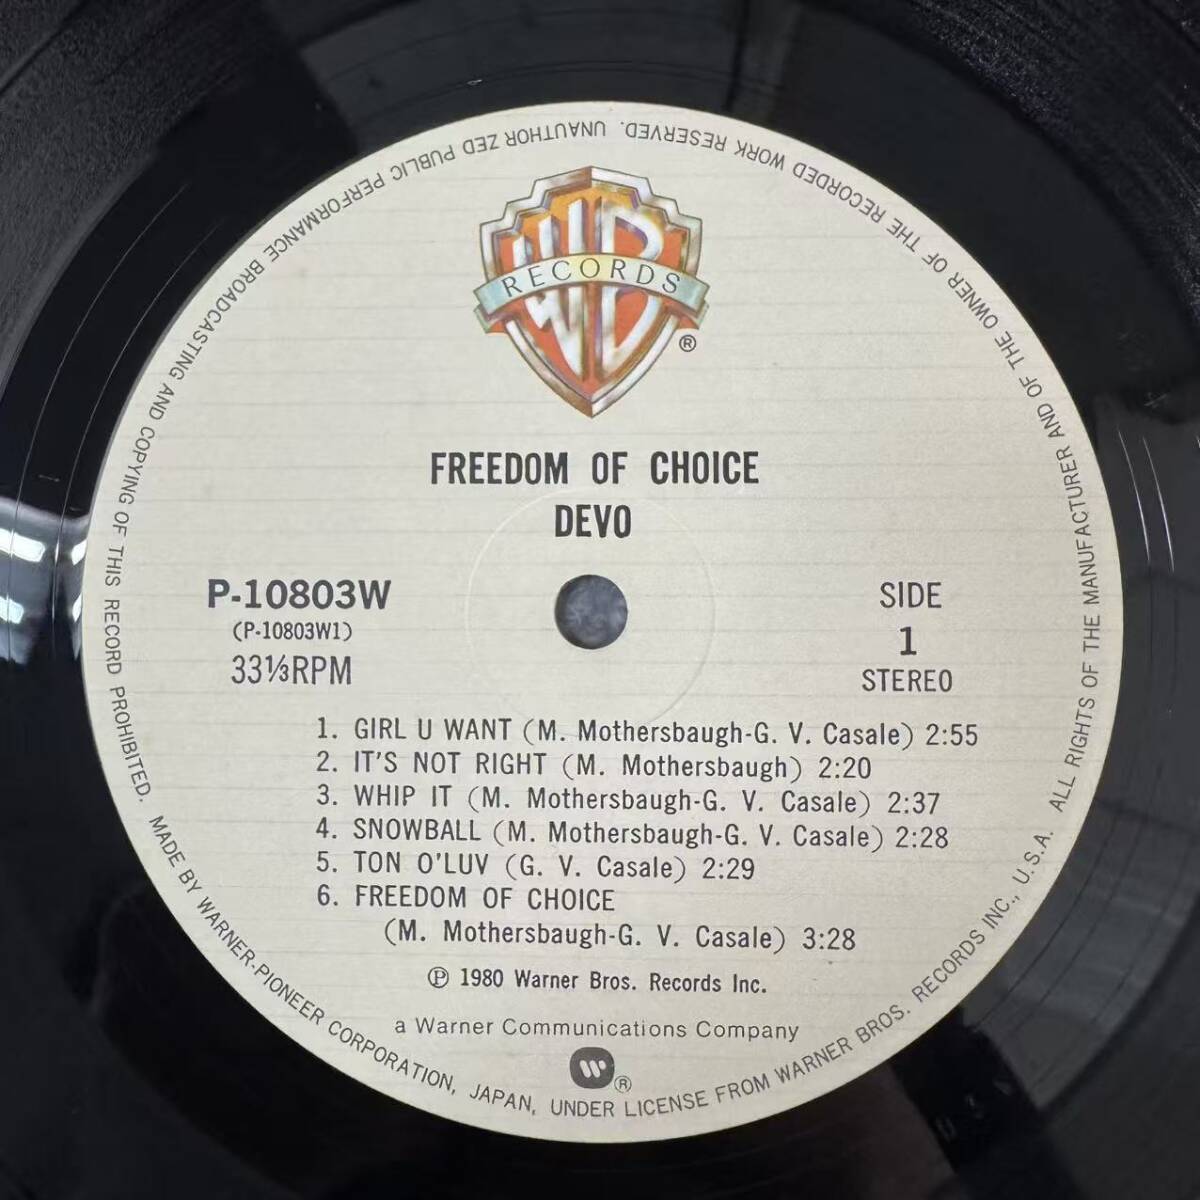 WB
RECORDS
®
FREEDOM OF CHOICE
DEVO
P-10803W
(P-10803W1)
33⅓RPM
SIDE
1
STEREO
1. GIRL U WANT (M. Mothersbaugh-G. V. Casale) 2:55
2. IT'S NOT RIGHT (M. Mothersbaugh) 2:20
3. WHIP IT (M. Mothersbaugh-G. V. Casale) 2:37
4. SNOWBALL (M. Mothersbaugh-G. V. Casale) 2:28
5. TON O'LUV (G. V. Casale) 2:29
6. FREEDOM OF CHOICE
(M. Mothersbaugh-G. V. Casale) 3:28
Ⓟ 1980 Warner Bros. Records Inc.
a Warner Communications Company
W
®
MADE BY WARNER-PIONEER CORPORATION, JAPAN, UNDER LICENSE FROM WARNER BROS. RECORDS INC., U.S.A. ALL RIGHTS OF THE MANUFACTURER AND OF THE OWNER OF THE RECORDED WORK RESERVED. UNAUTHOR ZED PUBLIC PERFORMANCE BROADCASTING AND COPYING OF THIS RECORD PROHIBITED.